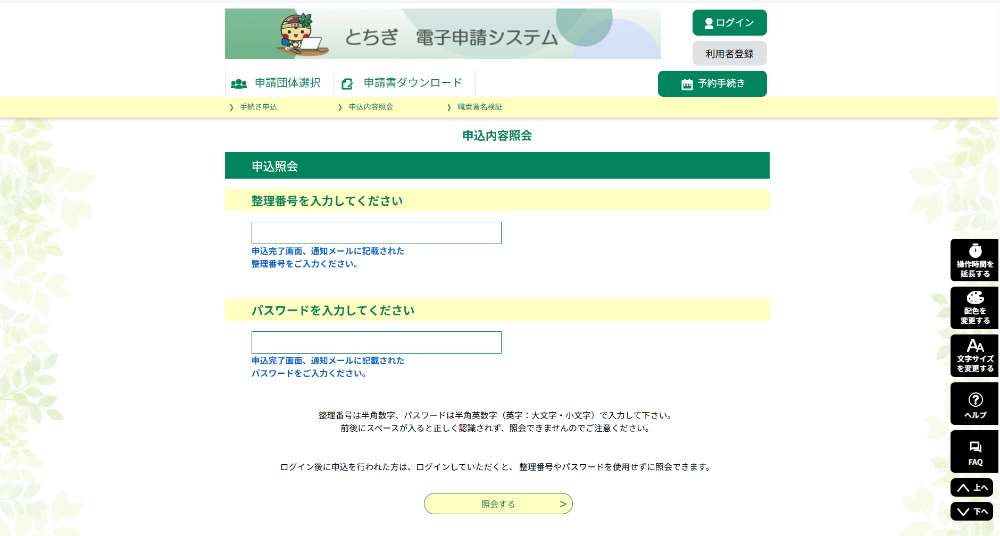 とちぎ
とちぎ 電子申請システム
ログイン
利用者登録
申請団体選択
申請書ダウンロード
予約手続き
手続き申込
申込内容照会
職責署名検証
申込内容照会
申込照会
整理番号を入力してください
申込完了画面、通知メールに記載された
整理番号をご入力ください。
パスワードを入力してください
申込完了画面、通知メールに記載された
パスワードをご入力ください。
整理番号は半角数字、パスワードは半角英数字（英字：大文字・小文字）で入力して下さい。
前後にスペースが入ると正しく認識されず、照会できませんのでご注意ください。
ログイン後に申込を行われた方は、ログインしていただくと、 整理番号やパスワードを使用せずに照会できます。
照会する
操作時間を
延長する
配色を
変更する
文字サイズ
を変更する
ヘルプ
FAQ
上へ
下へ